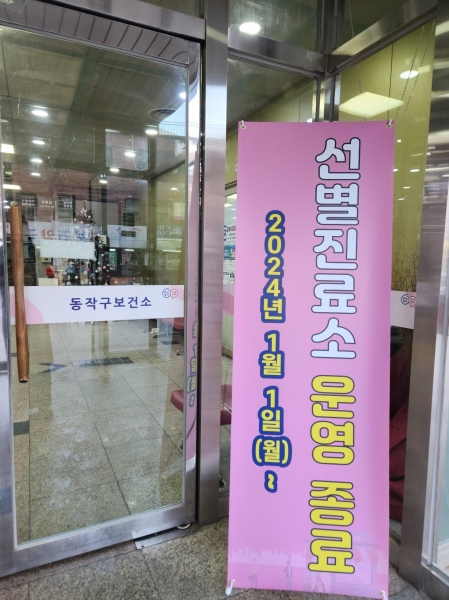 동작구보건소
선별진료소 운영 종료
2024년 1월 1일(월) ~